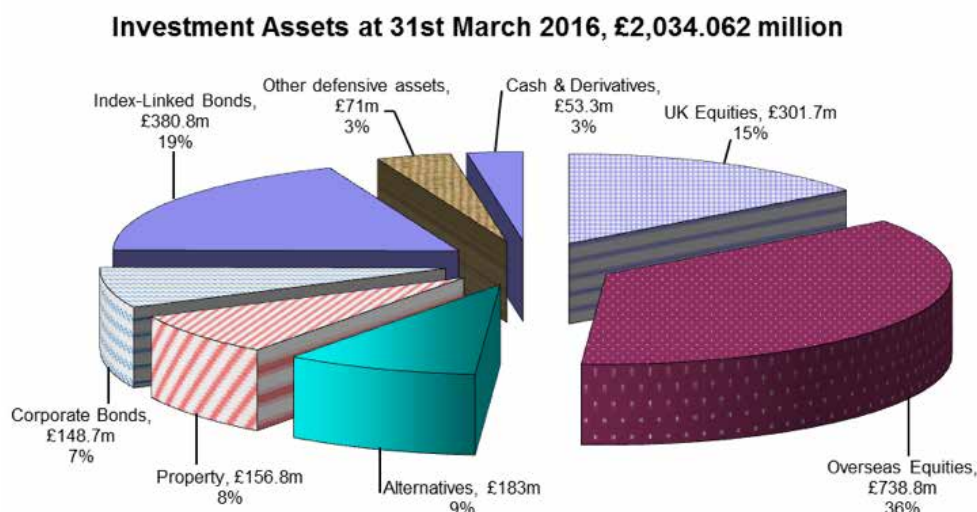 Investment Assets at 31st March 2016, £2,034.062 million
Other defensive assets,
£71m
3%
Cash & Derivatives,
£53.3m
3%
Index-Linked Bonds,
£380.8m
19%
UK Equities, £301.7m
15%
Corporate Bonds,
£148.7m
7%
Property, £156.8m
8%
Alternatives, £183m
9%
Overseas Equities,
£738.8m
36%